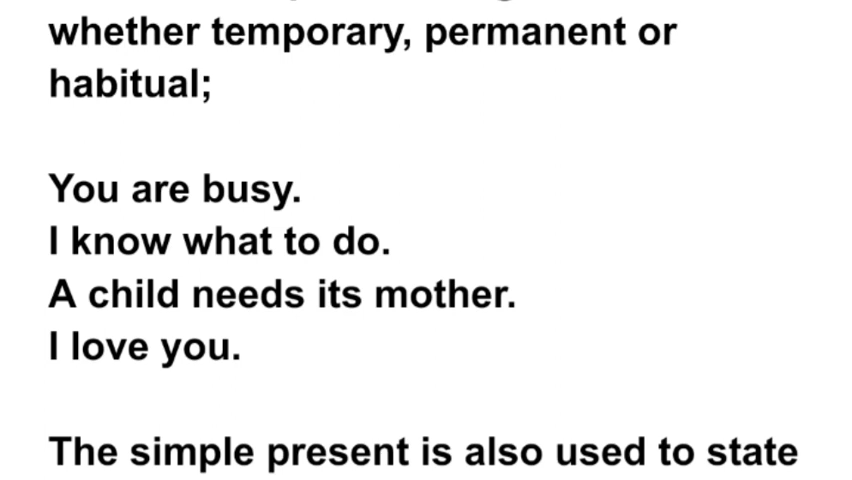 whether temporary, permanent or
habitual;
You are busy.
I know what to do.
A child needs its mother.
I love you.
The simple present is also used to state